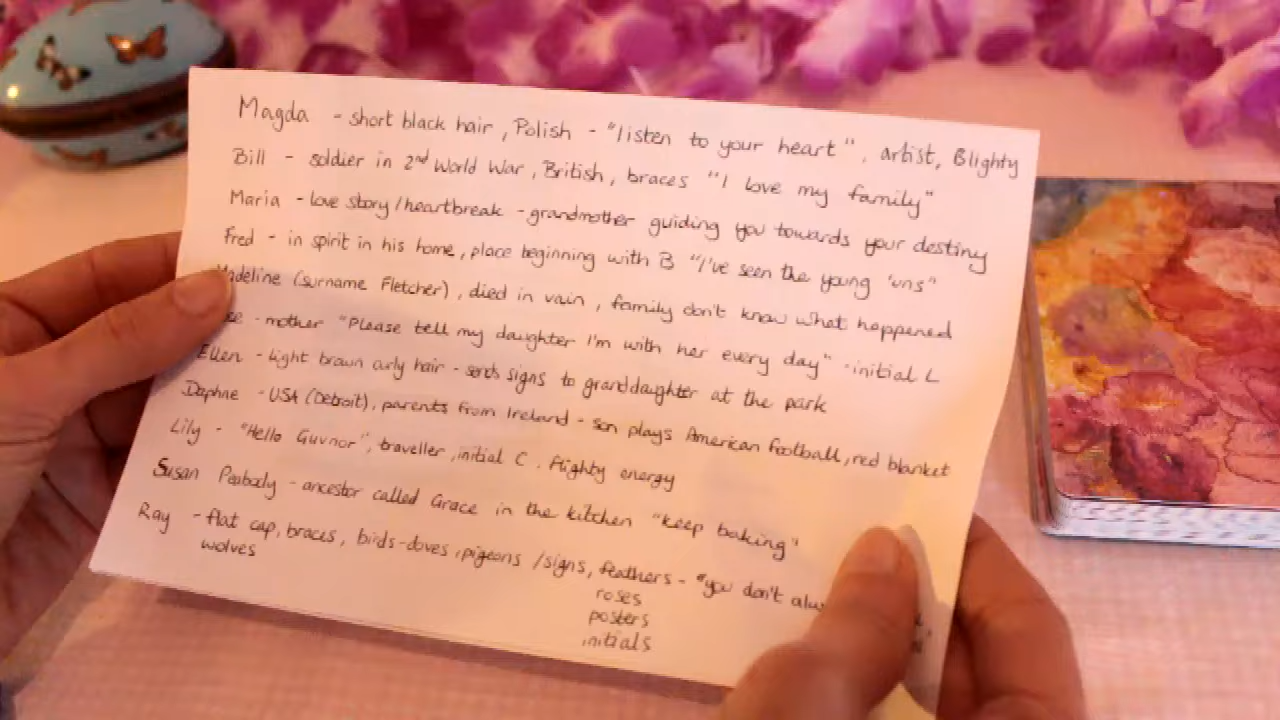 Magda - short black hair, Polish - "listen to your heart", artist, Blighty
Bill - soldier in 2nd World War, British, braces "I love my family"
Maria - love story/heartbreak - grandmother guiding you towards your destiny
Fred - in spirit in his home, place beginning with B "I've seen the young 'uns"
Madeline (surname Fletcher), died in vain, family don't know what happened
- mother "Please tell my daughter I'm with her every day" - initial L
Ellen - light brown curly hair - sends signs to granddaughter at the park
Daphne - USA (Detroit), parents from Ireland - son plays American football, red blanket
Lily - "Hello Guvnor", traveller, initial C. flighty energy
Susan Peabody - ancestor called Grace in the kitchen "keep baking"
Ray - flat cap, braces, birds-doves, pigeons /signs, feathers - "you don't
wolves
roses
posters
initials